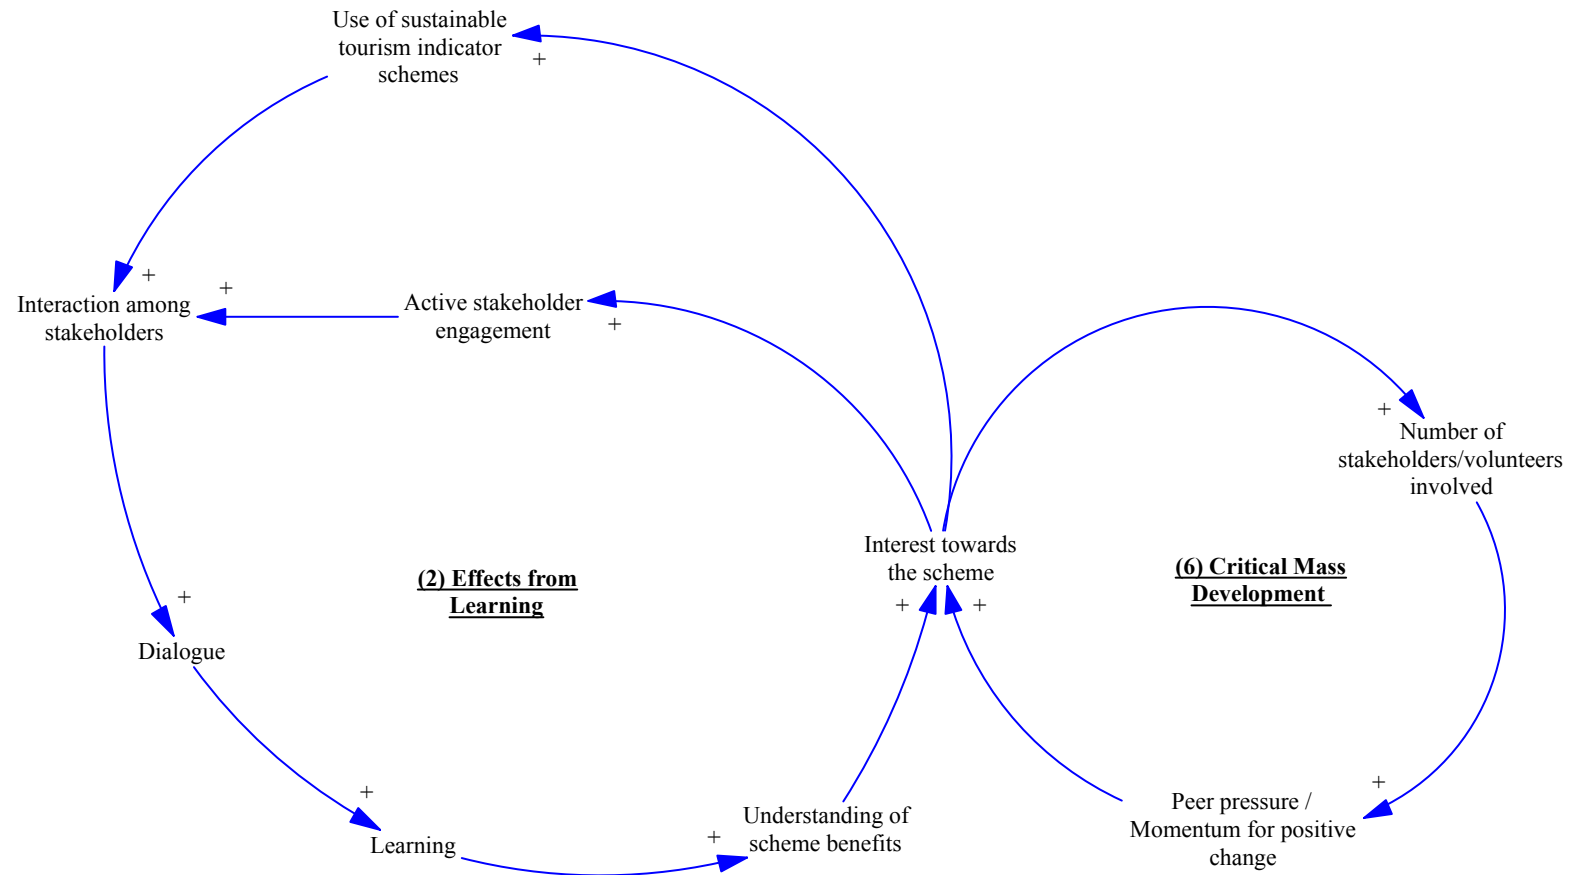 Use of sustainable
tourism indicator
schemes
+
+
Interaction among
stakeholders
+
Active stakeholder
engagement
+
+
Number of
stakeholders/volunteers
involved
Interest towards
the scheme
+
+
(2) Effects from
Learning
(6) Critical Mass
Development
+
Dialogue
+
Learning
+
Understanding of
scheme benefits
+
Peer pressure /
Momentum for positive
change